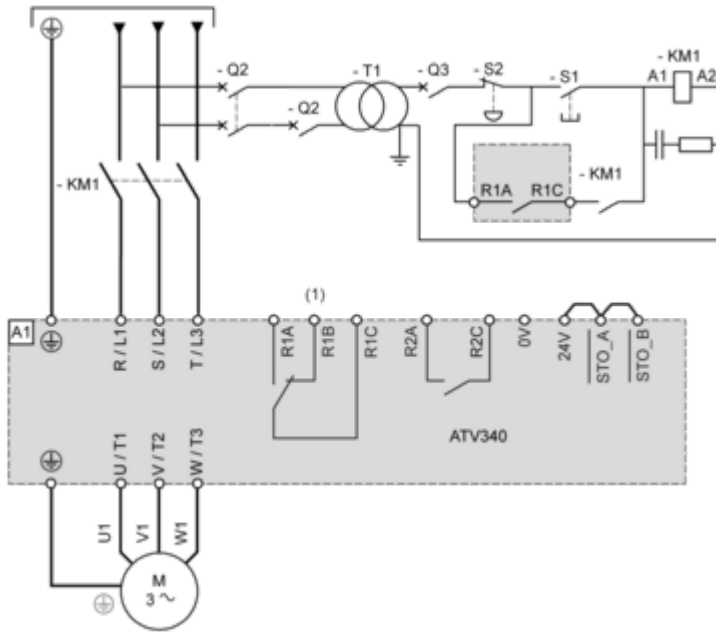 - Q2
- T1
- Q3
- S2
- S1
- KM1
A1
A2
- Q2
- KM1
R1A
R1C
- KM1
(1)
A1
R / L1
S / L2
T / L3
R1A
R1B
R1C
R2A
R2C
0V
24V
STO_A
STO_B
ATV340
U / T1
V / T2
W / T3
U1
V1
W1
M
3 ~